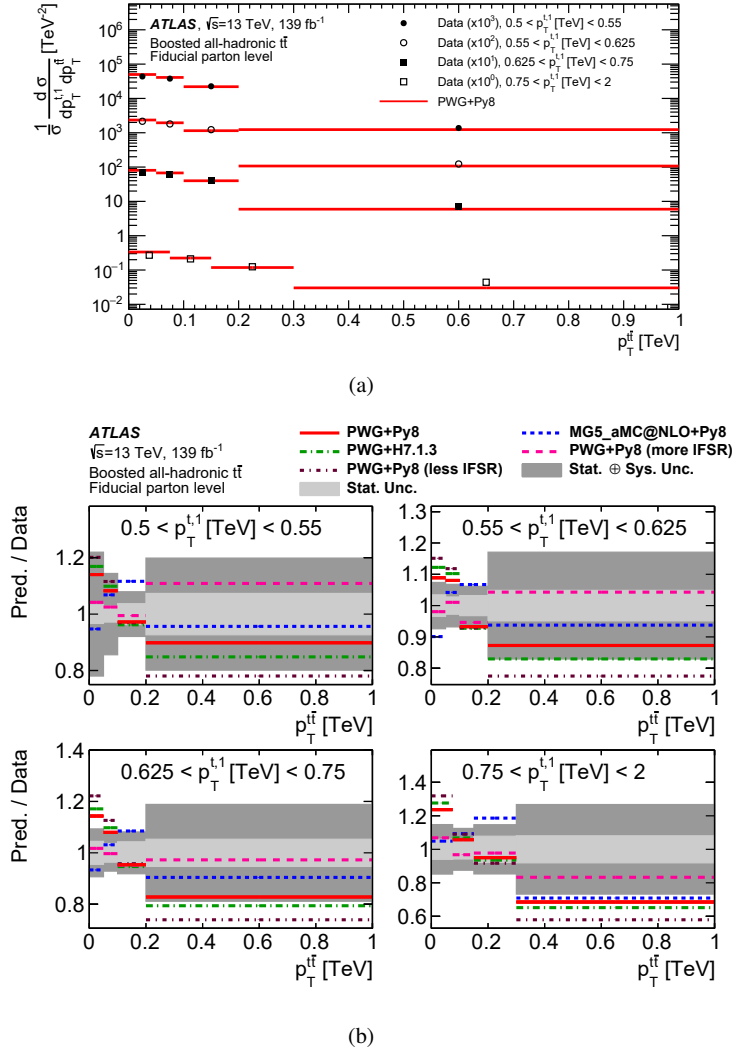 ATLAS, √s=13 TeV, 139 fb⁻¹
Boosted all-hadronic tt̄
Fiducial parton level
Data (x10³), 0.5 < p_T^{t,1} [TeV] < 0.55
Data (x10²), 0.55 < p_T^{t,1} [TeV] < 0.625
Data (x10¹), 0.625 < p_T^{t,1} [TeV] < 0.75
Data (x10⁰), 0.75 < p_T^{t,1} [TeV] < 2
PWG+Py8
1/σ d σ / dp_T^{t,1} dp_T^{tt̄} [TeV⁻²]
10⁶
10⁵
10⁴
10³
10²
10
1
10⁻¹
10⁻²
0 0.1 0.2 0.3 0.4 0.5 0.6 0.7 0.8 0.9 1
p_T^{tt̄} [TeV]
(a)
ATLAS
√s=13 TeV, 139 fb⁻¹
Boosted all-hadronic tt̄
Fiducial parton level
PWG+Py8
PWG+H7.1.3
PWG+Py8 (less IFSR)
Stat. Unc.
MG5_aMC@NLO+Py8
PWG+Py8 (more IFSR)
Stat. ⊕ Sys. Unc.
0.5 < p_T^{t,1} [TeV] < 0.55
Pred. / Data
1.2
1
0.8
0 0.2 0.4 0.6 0.8 1
p_T^{tt̄} [TeV]
0.55 < p_T^{t,1} [TeV] < 0.625
1.3
1.2
1.1
1
0.9
0.8
0 0.2 0.4 0.6 0.8 1
p_T^{tt̄} [TeV]
0.625 < p_T^{t,1} [TeV] < 0.75
Pred. / Data
1.4
1.2
1
0.8
0 0.2 0.4 0.6 0.8 1
p_T^{tt̄} [TeV]
0.75 < p_T^{t,1} [TeV] < 2
1.6
1.4
1.2
1
0.8
0.6
0 0.2 0.4 0.6 0.8 1
p_T^{tt̄} [TeV]
(b)